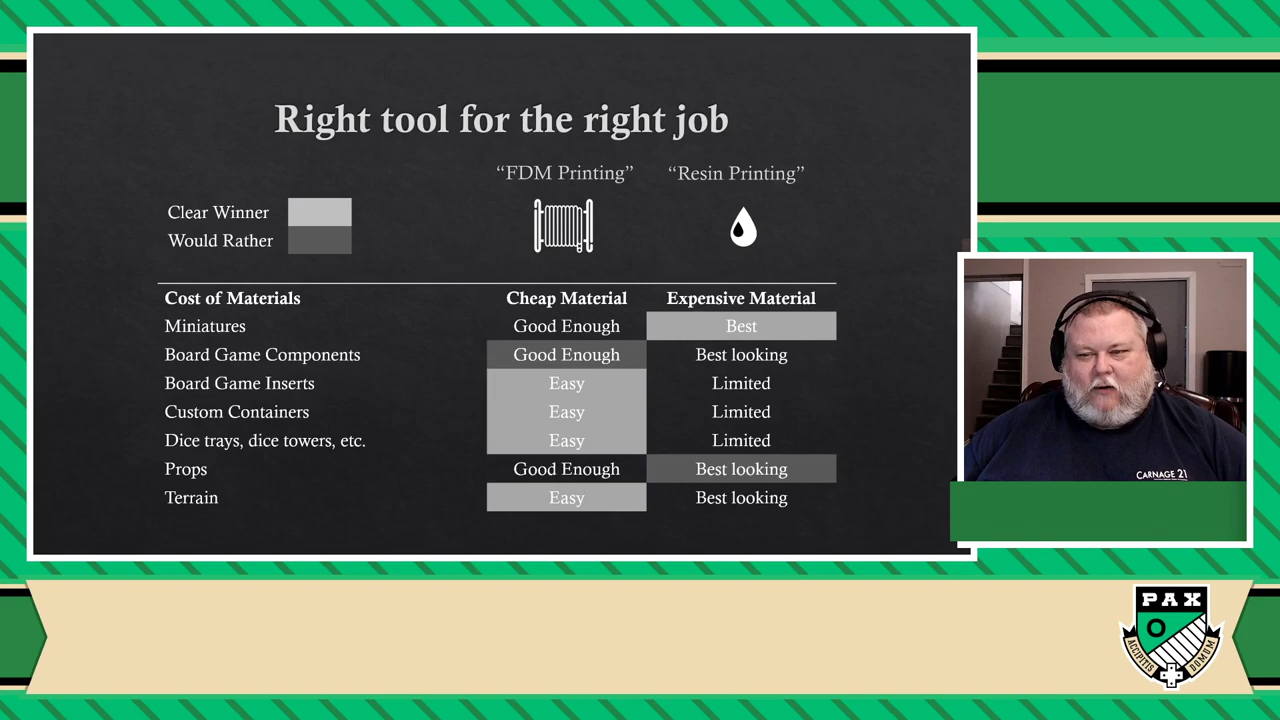 Right tool for the right job
“FDM Printing” “Resin Printing”
Clear Winner
Would Rather
Cost of Materials Cheap Material Expensive Material
Miniatures Good Enough Best
Board Game Components Good Enough Best looking
Board Game Inserts Easy Limited
Custom Containers Easy Limited
Dice trays, dice towers, etc. Easy Limited
Props Good Enough Best looking
Terrain Easy Best looking
CARNAGE 21
PAX
O
ACCIPITIS DOMUM